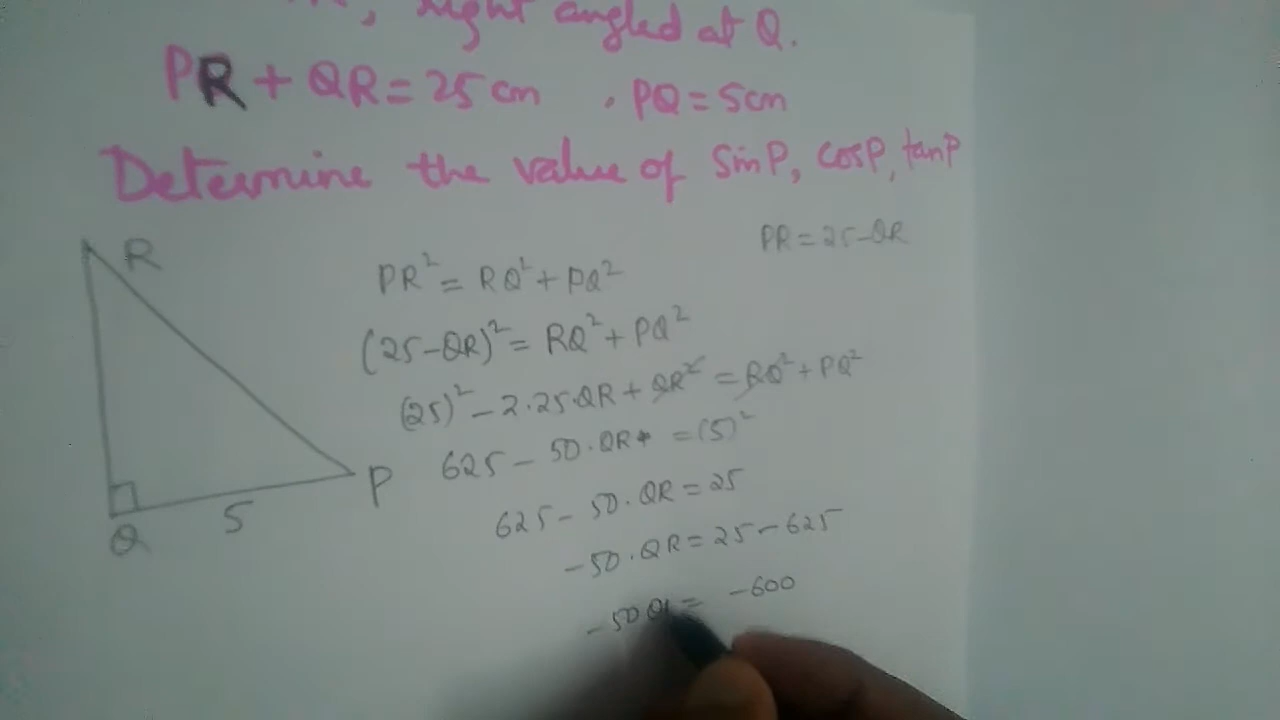 , right angled at Q.
PR + QR = 25 cm . PQ = 5cm
Determine the value of sinP, cosP, tanP
PR = 25-QR
R
PR² = RQ² + PQ²
(25-QR)² = RQ² + PQ²
(25)² - 2·25·QR + QR² = RQ² + PQ²
625 - 50·QR = (5)²
P
625 - 50·QR = 25
5
Q
-50·QR = 25 - 625
-50 Q = -600